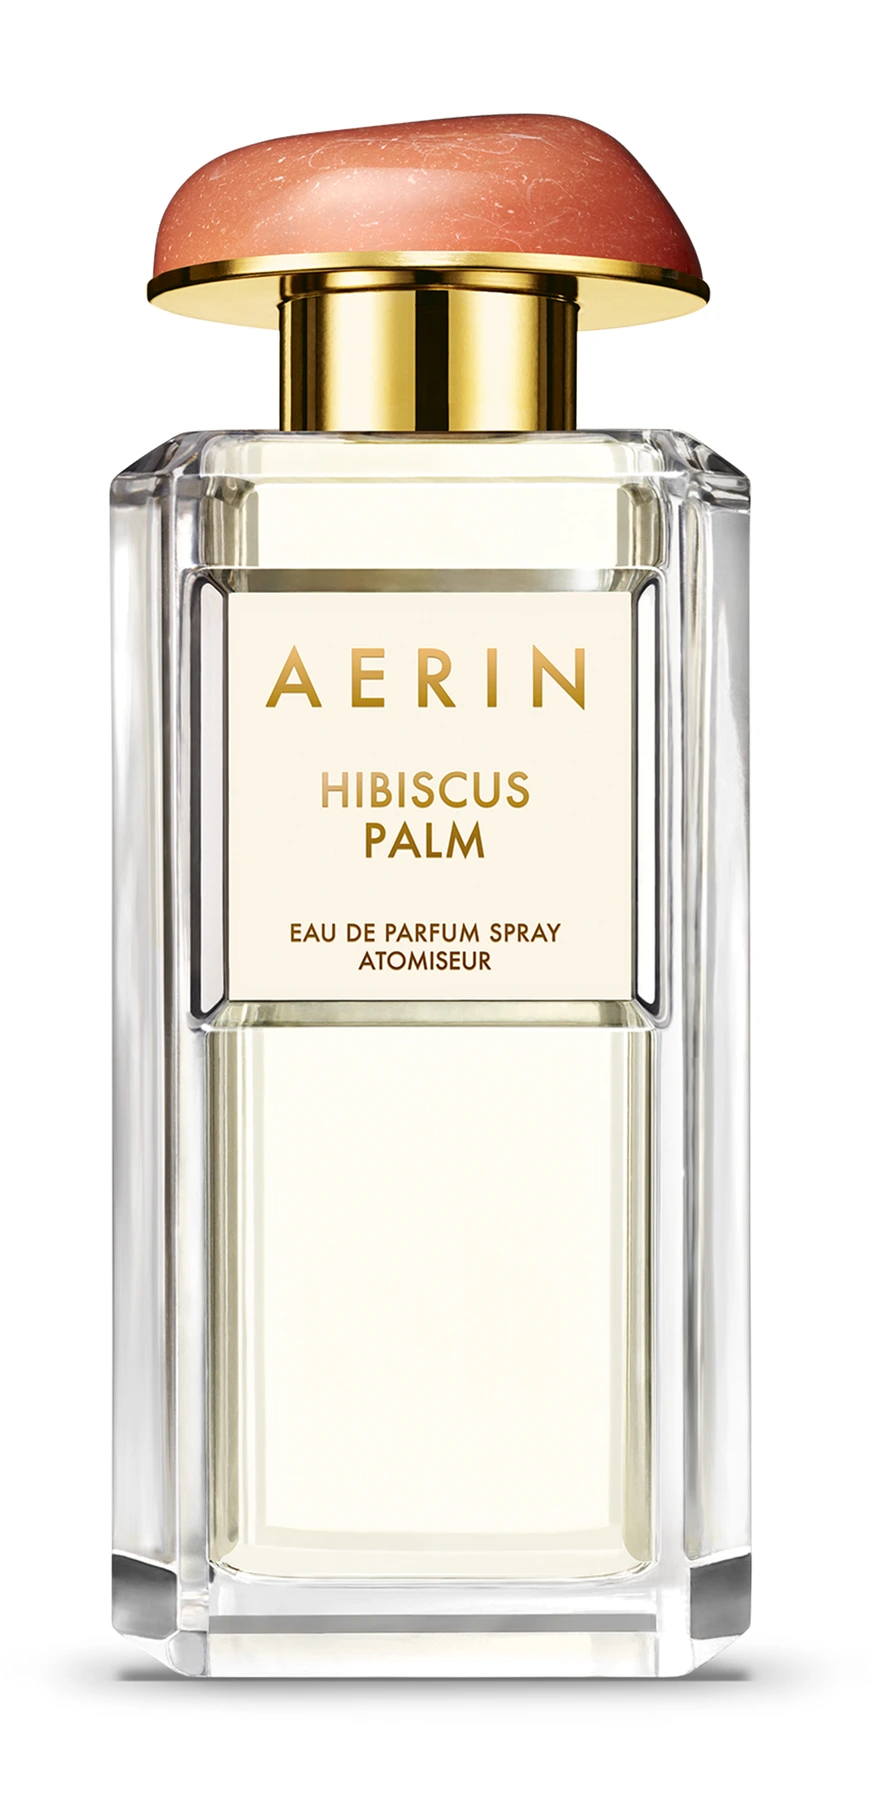 AERIN
HIBISCUS
PALM
EAU DE PARFUM SPRAY
ATOMISEUR